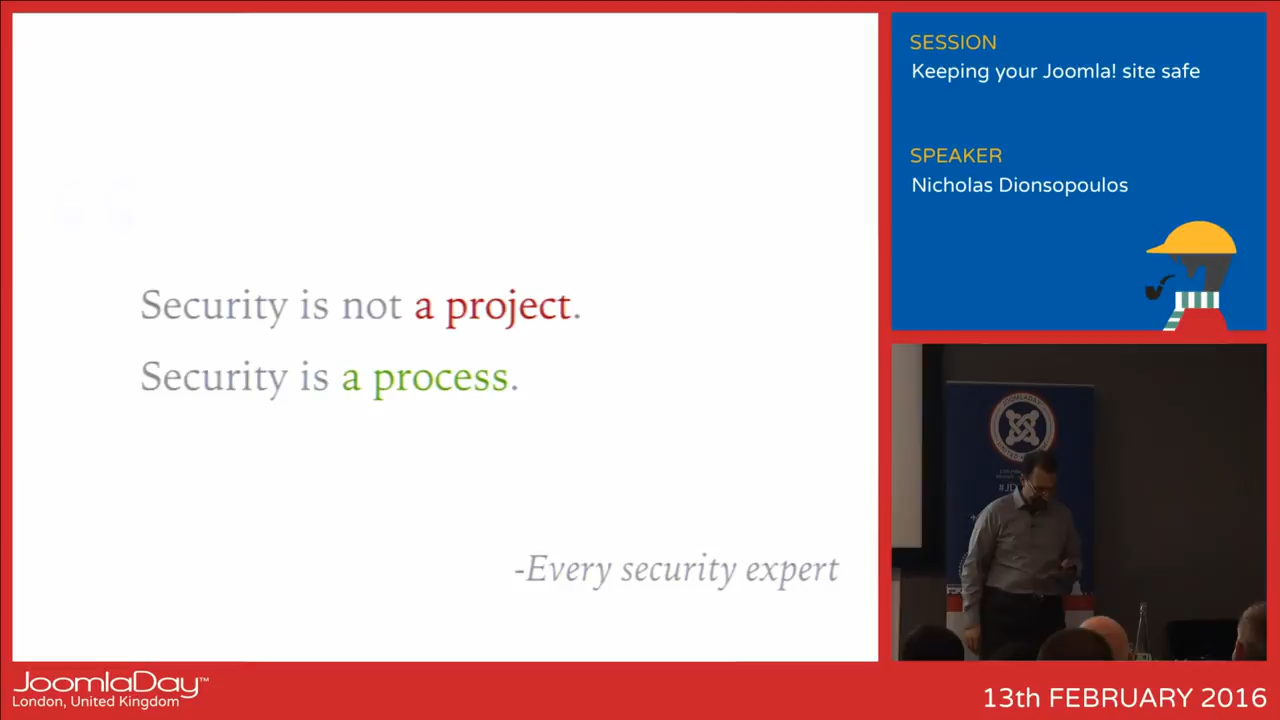 Security is not a project.
Security is a process.
-Every security expert
SESSION
Keeping your Joomla! site safe
SPEAKER
Nicholas Dionsopoulos
JOOMLADAY
JoomlaDay™
London, United Kingdom
13th FEBRUARY 2016